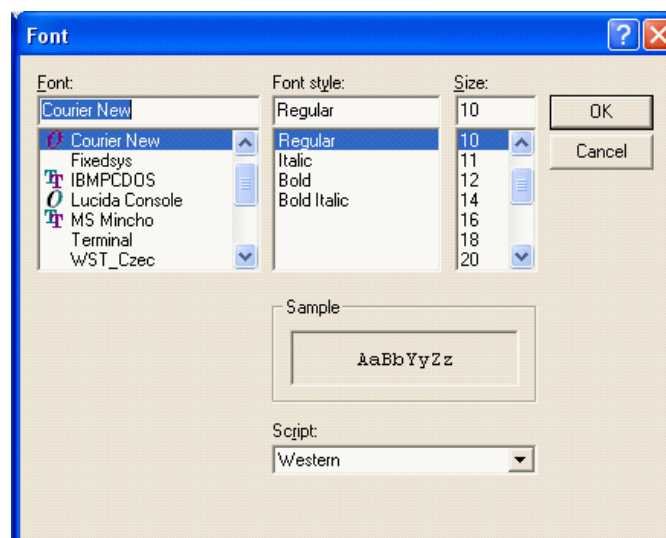 Font
Font: Font style: Size:
Courier New Regular 10 OK
Courier New Regular 10 Cancel
Fixedsys Italic 11
IBMPCDOS Bold 12
Lucida Console Bold Italic 14
MS Mincho 16
Terminal 18
WST_Czec 20
Sample
AaBbYyZz
Script:
Western